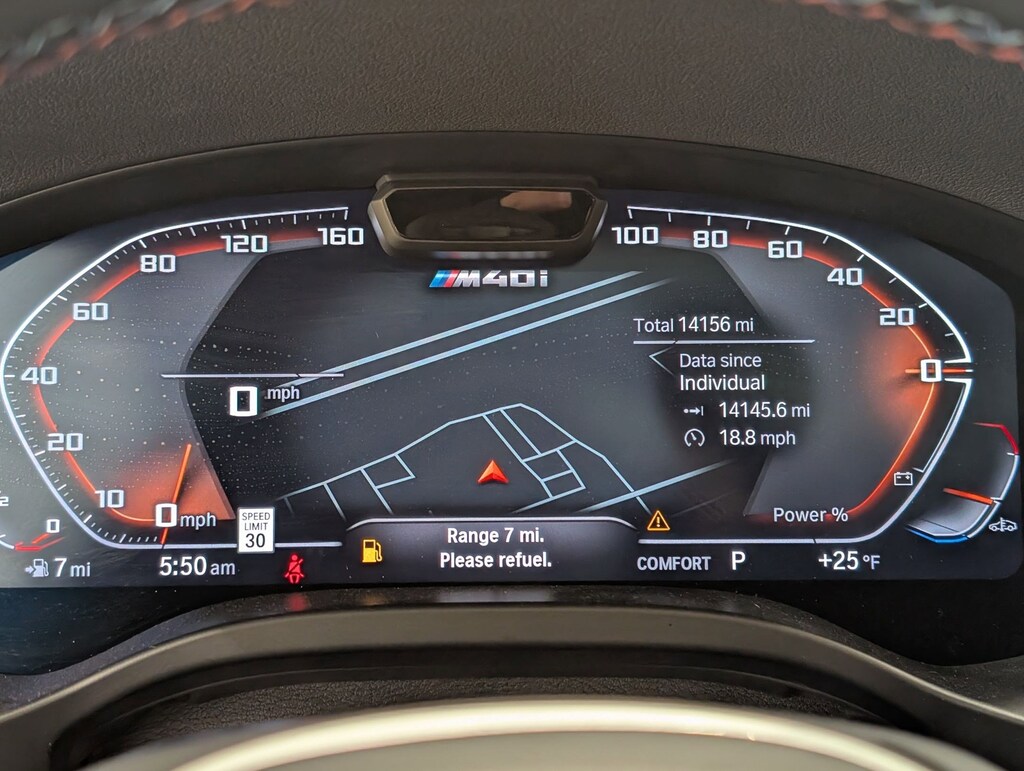 M40i
160
120
80
60
40
20
10
0 mph
0 mph
100
80
60
40
20
0
Power %
Total 14156 mi
Data since
Individual
14145.6 mi
18.8 mph
SPEED
LIMIT
30
Range 7 mi.
Please refuel.
0
7 mi
5:50 am
COMFORT P
+25 °F